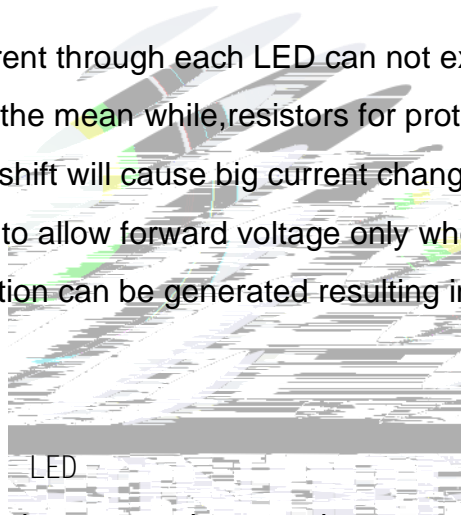 rent through each LED can not ex
the mean while,resistors for prot
shift will cause big current chang
to allow forward voltage only wh
tion can be generated resulting i
LED